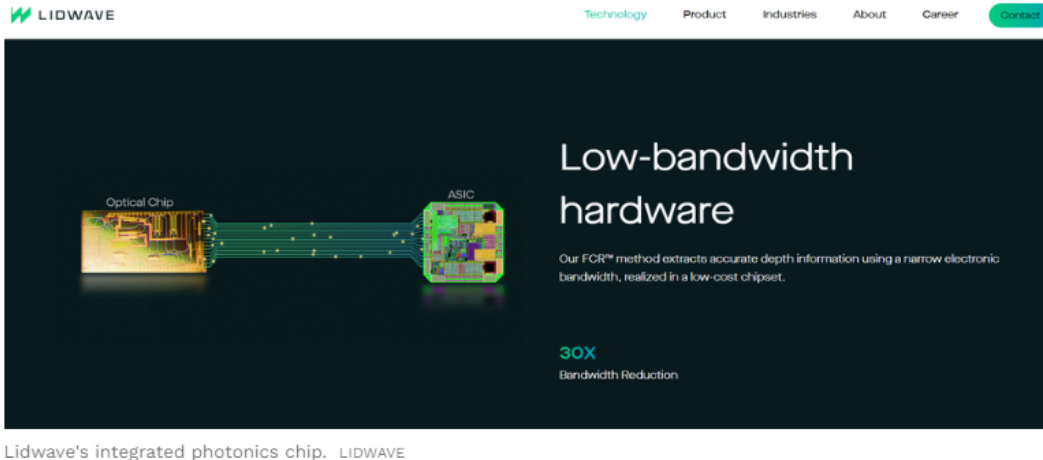 LIDWAVE
Technology Product Industries About Career Contact
Optical Chip
ASIC
Low-bandwidth
hardware
Our FCR™ method extracts accurate depth information using a narrow electronic
bandwidth, realized in a low-cost chipset.
30X
Bandwidth Reduction
Lidwave's integrated photonics chip. LIDWAVE